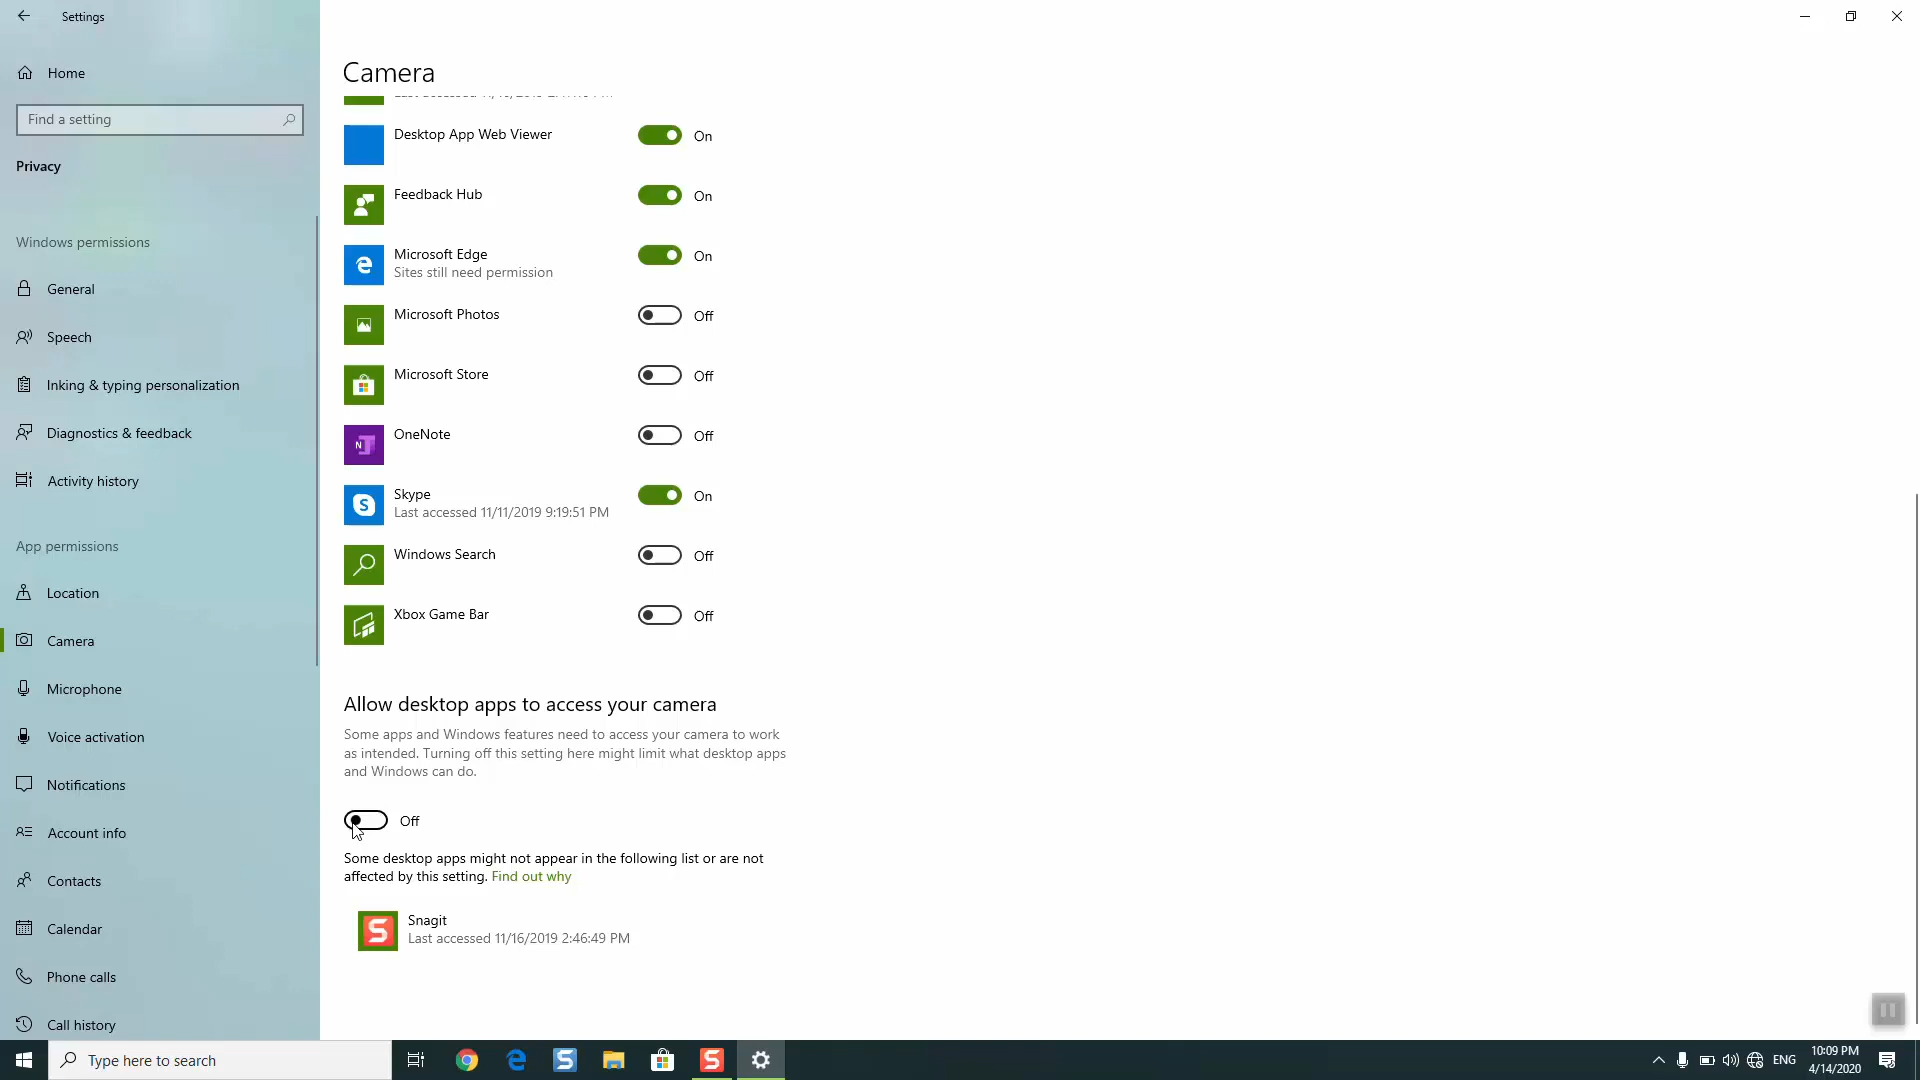 Settings
Home
Find a setting
Privacy
Windows permissions
General
Speech
Inking & typing personalization
Diagnostics & feedback
Activity history
App permissions
Location
Camera
Microphone
Voice activation
Notifications
Account info
Contacts
Calendar
Phone calls
Call history
Camera
Desktop App Web Viewer
On
Feedback Hub
On
Microsoft Edge
On
Sites still need permission
Microsoft Photos
Off
Microsoft Store
Off
OneNote
Off
Skype
On
Last accessed 11/11/2019 9:19:51 PM
Windows Search
Off
Xbox Game Bar
Off
Allow desktop apps to access your camera
Some apps and Windows features need to access your camera to work
as intended. Turning off this setting here might limit what desktop apps
and Windows can do.
Off
Some desktop apps might not appear in the following list or are not
affected by this setting. Find out why
Snagit
Last accessed 11/16/2019 2:46:49 PM
Type here to search
ENG
10:09 PM
4/14/2020